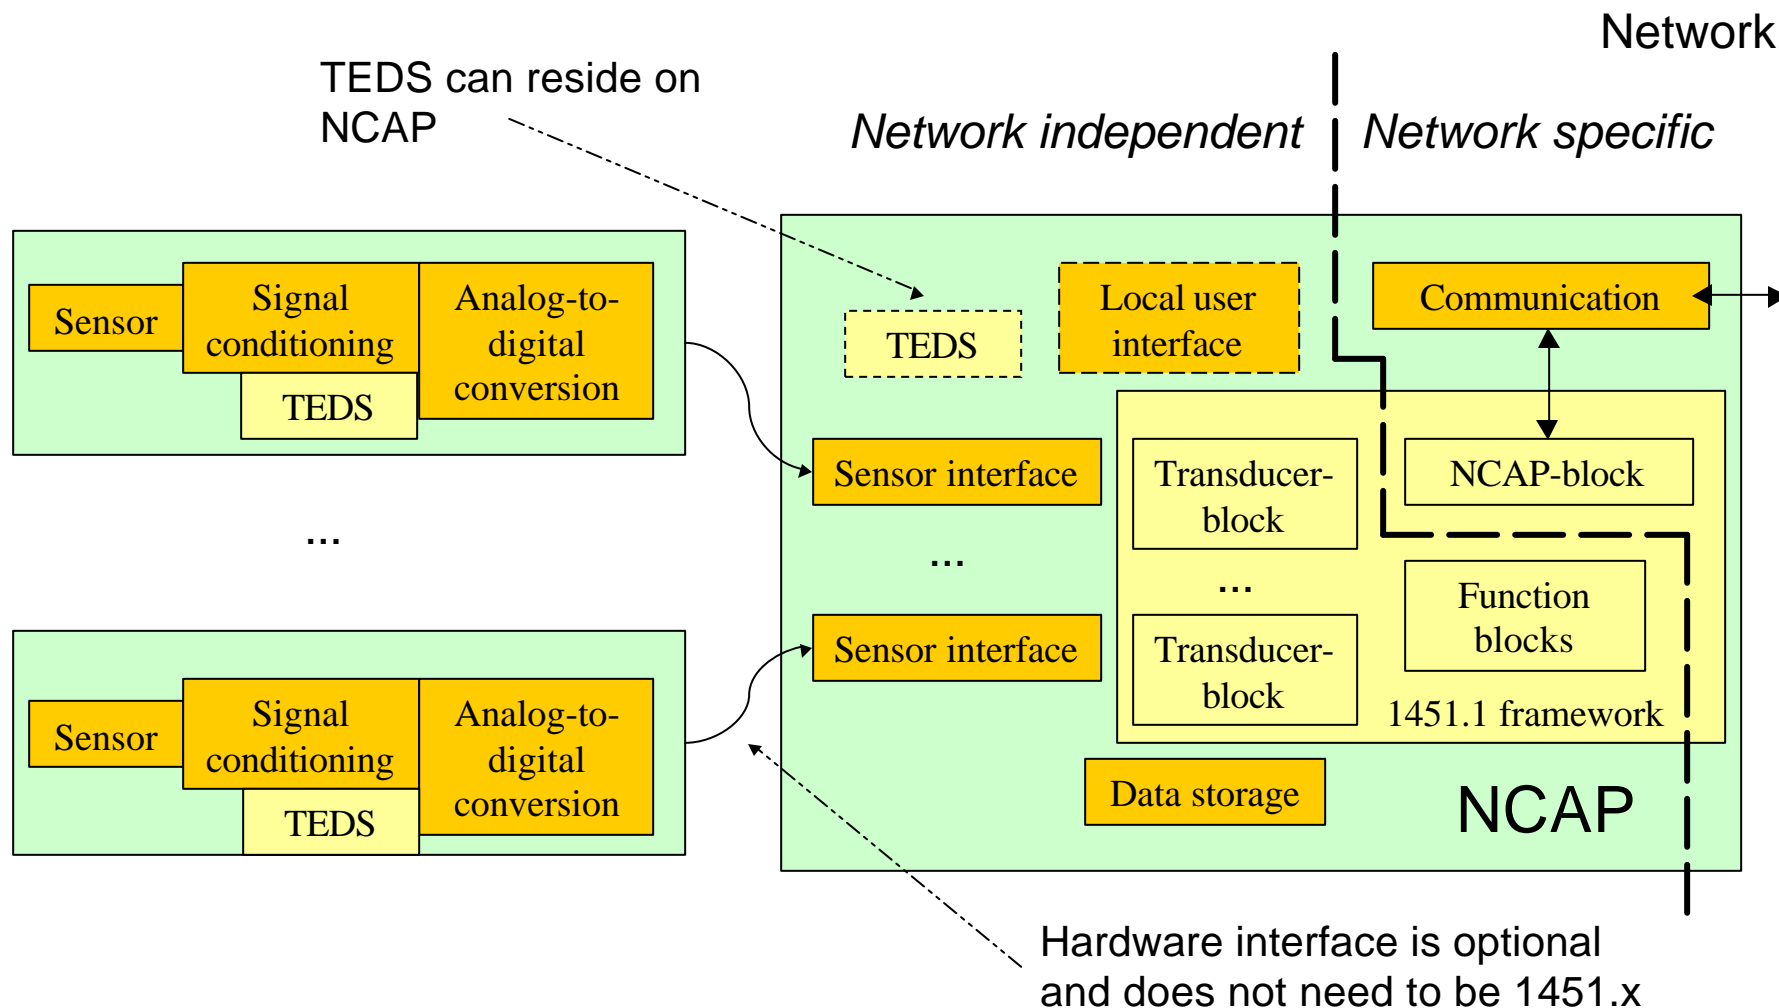 Network
TEDS can reside on
NCAP
Network independent
Network specific
Sensor
Signal
conditioning
Analog-to-
digital
conversion
TEDS
...
Sensor
Signal
conditioning
Analog-to-
digital
conversion
TEDS
TEDS
Local user
interface
Communication
Sensor interface
...
Sensor interface
Transducer-
block
...
Transducer-
block
NCAP-block
Function
blocks
1451.1 framework
Data storage
NCAP
Hardware interface is optional
and does not need to be 1451.x